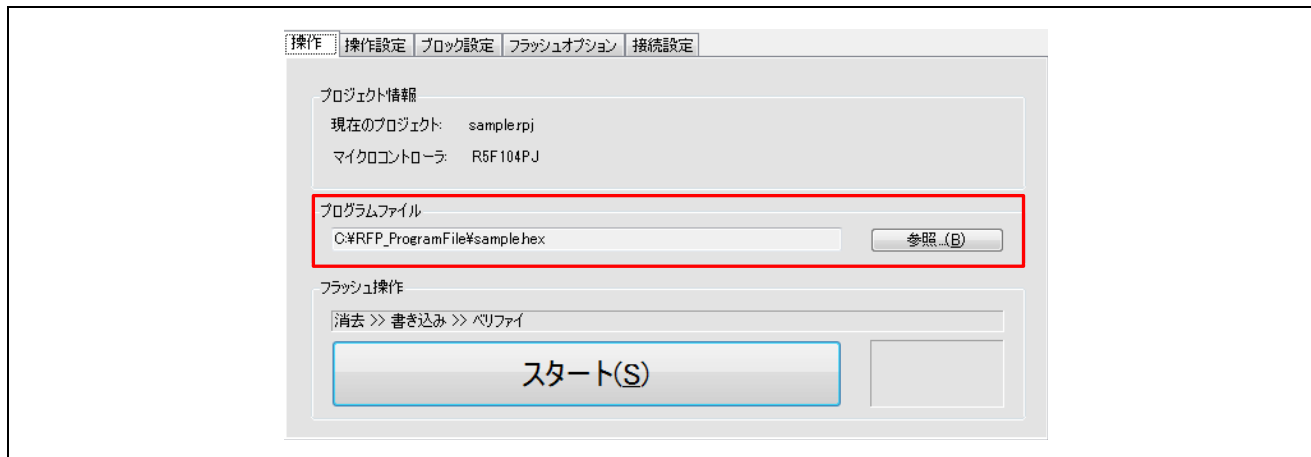 操作 操作設定 ブロック設定 フラッシュオプション 接続設定
プロジェクト情報
現在のプロジェクト: sample.rpj
マイクロコントローラ: R5F104PJ
プログラムファイル
C:¥RFP_ProgramFile¥sample.hex 参照...(B)
フラッシュ操作
消去 >> 書き込み >> ベリファイ
スタート(S)